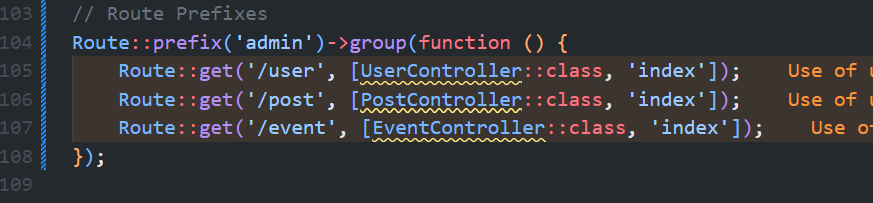 103 // Route Prefixes
104 Route::prefix('admin')->group(function () {
105 Route::get('/user', [UserController::class, 'index']); Use of
106 Route::get('/post', [PostController::class, 'index']); Use of
107 Route::get('/event', [EventController::class, 'index']); Use of
108 });
109